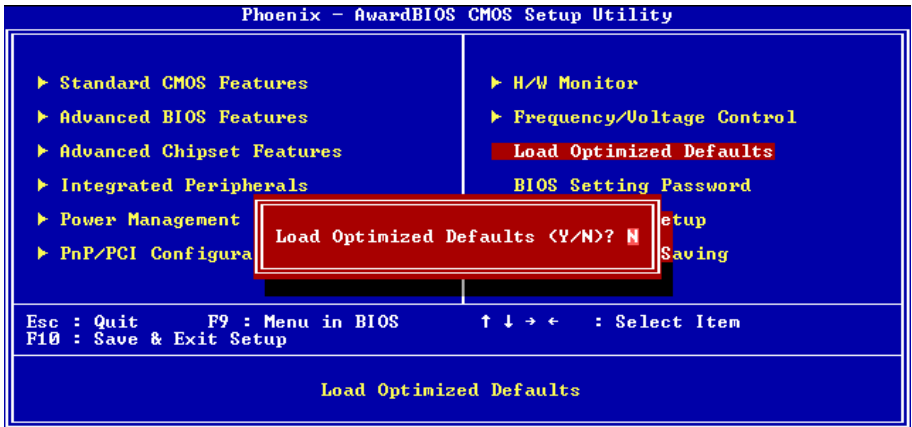 Phoenix - AwardBIOS CMOS Setup Utility
Standard CMOS Features
Advanced BIOS Features
Advanced Chipset Features
Integrated Peripherals
Power Management
PnP/PCI Configura
H/W Monitor
Frequency/Voltage Control
Load Optimized Defaults
BIOS Setting Password
etup
Saving
Load Optimized Defaults (Y/N)? N
Esc : Quit F9 : Menu in BIOS ↑ ↓ → ← : Select Item
F10 : Save & Exit Setup
Load Optimized Defaults